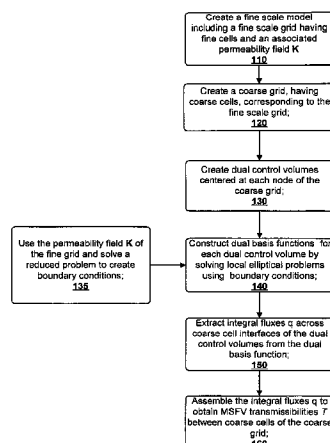 Create a fine scale model
including a fine scale grid having
fine cells and an associated
permeability field K
110
Create a coarse grid, having
coarse cells, corresponding to the
fine scale grid;
120
Create dual control volumes
centered at each node of the
coarse grid;
130
Use the permeability field K of
the fine grid and solve a
reduced problem to create
boundary conditions;
135
Construct dual basis functions for
each dual control volume by
solving local elliptical problems
using boundary conditions;
140
Extract integral fluxes q across
coarse cell interfaces of the dual
control volumes from the dual
basis function;
150
Assemble the integral fluxes q to
obtain MSFV transmissibilities T
between coarse cells of the coarse
grid;